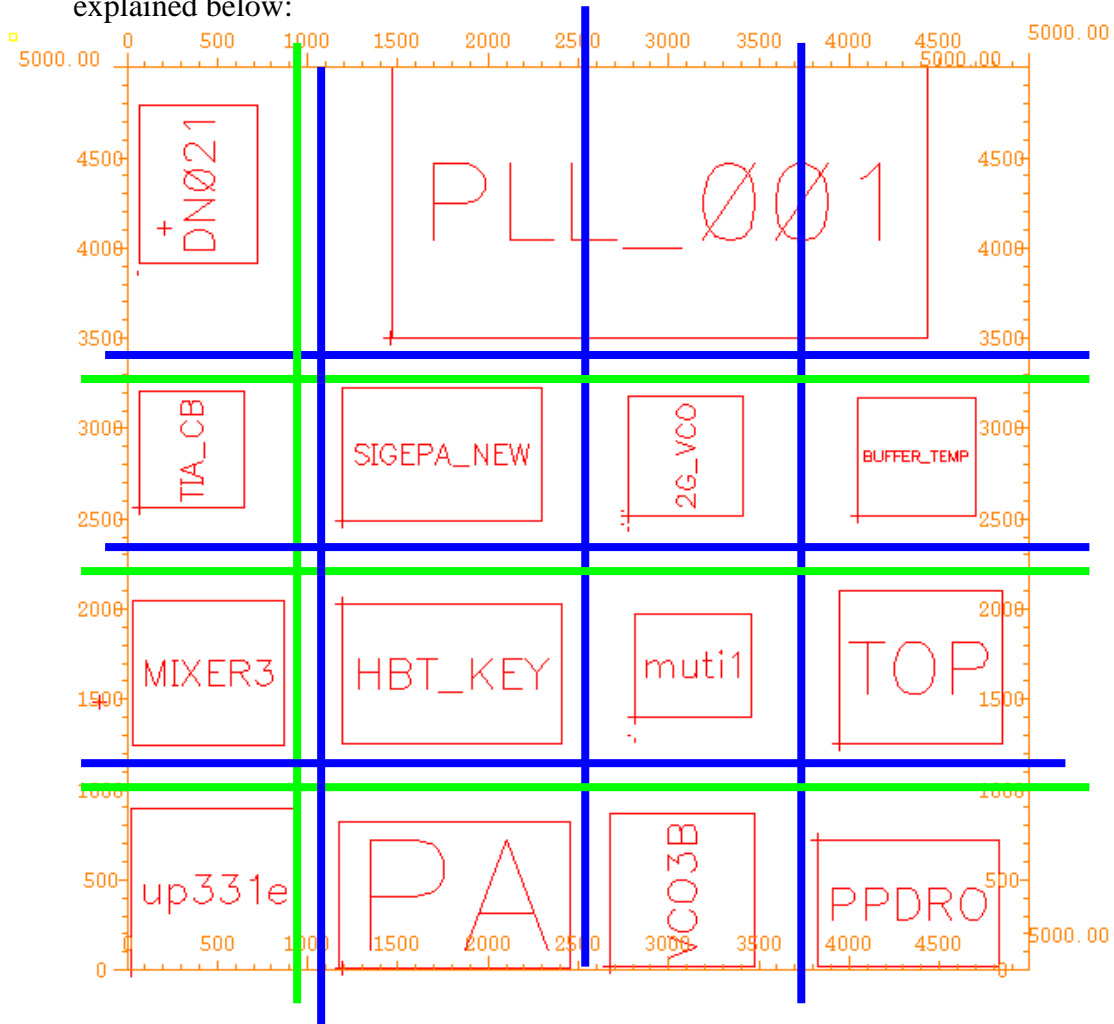 explained below:
0 500 1000 1500 2000 2500 3000 3500 4000 4500 5000.00
5000.00 5000.00
DNØ21 PLL_ØØ1
4500 4500
4000 4000
3500 3500
TIA_CB SIGEPA_NEW 2G_VCO BUFFER_TEMP
3000 3000
2500 2500
2000 2000
MIXER3 HBT_KEY muti1 TOP
1500 1500
1000 1000
up331e PA VCO3B PPDRO
500 500
0 500 1000 1500 2000 2500 3000 3500 4000 4500 5000.00
0 0